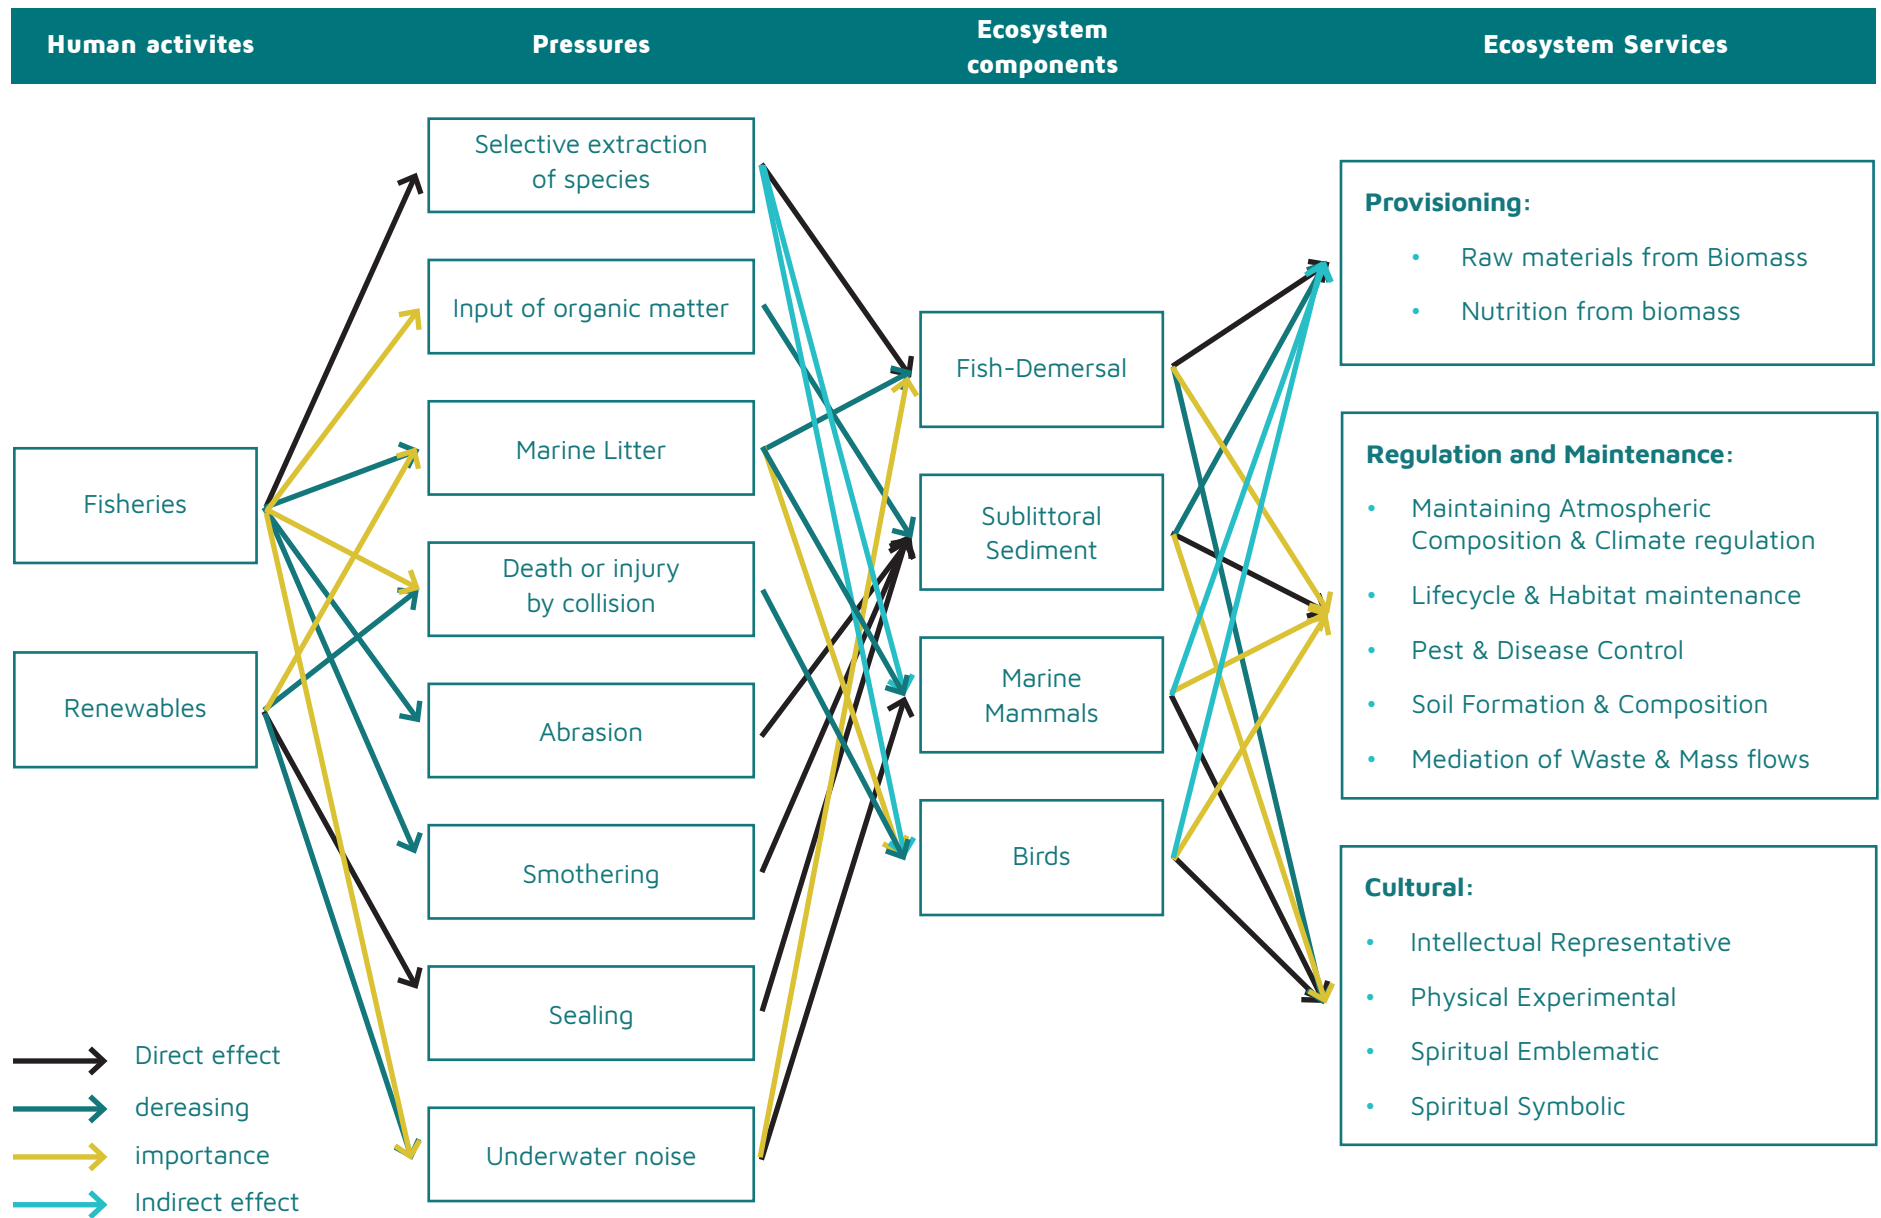 Human activites
Pressures
Ecosystem
components
Ecosystem Services
Selective extraction
of species
Input of organic matter
Marine Litter
Death or injury
by collision
Abrasion
Smothering
Sealing
Underwater noise
Fisheries
Renewables
Fish-Demersal
Sublittoral
Sediment
Marine
Mammals
Birds
Provisioning:
• Raw materials from Biomass
• Nutrition from biomass
Regulation and Maintenance:
• Maintaining Atmospheric
Composition & Climate regulation
• Lifecycle & Habitat maintenance
• Pest & Disease Control
• Soil Formation & Composition
• Mediation of Waste & Mass flows
Cultural:
• Intellectual Representative
• Physical Experimental
• Spiritual Emblematic
• Spiritual Symbolic
Direct effect
dereasing
importance
Indirect effect